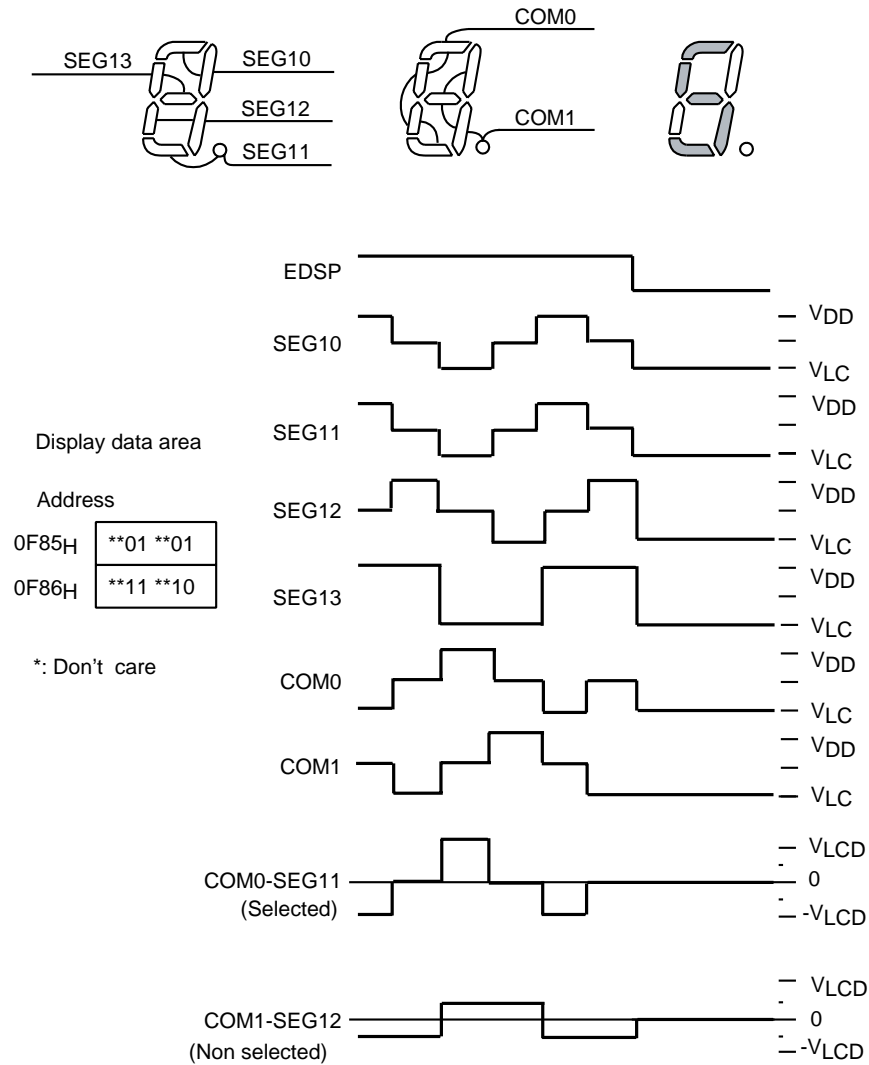 COM0
SEG13
SEG10
SEG12
COM1
SEG11
EDSP
VDD
SEG10
VLC
VDD
Display data area
SEG11
VLC
Address
SEG12
VDD
0F85H
**01 **01
VLC
0F86H
**11 **10
VDD
SEG13
VLC
*: Don't care
VDD
COM0
VLC
VDD
COM1
VLC
VLCD
COM0-SEG11
0
(Selected)
-VLCD
VLCD
COM1-SEG12
0
(Non selected)
-VLCD